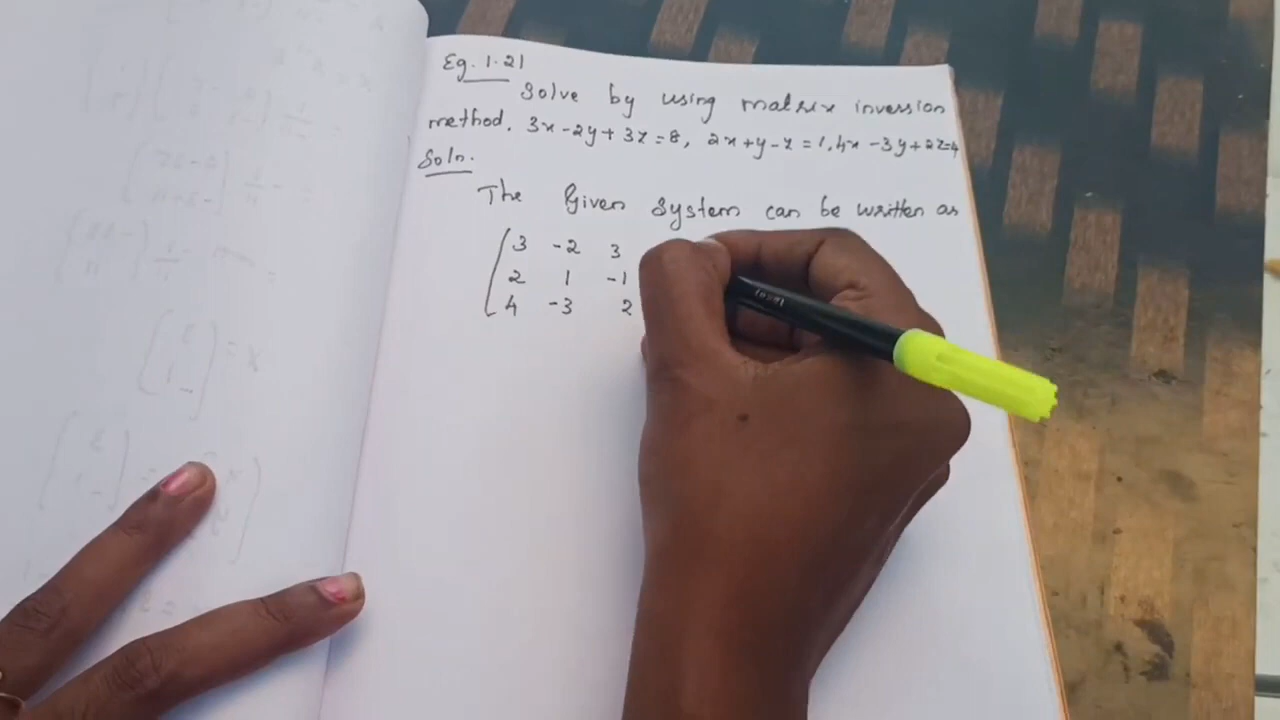 Eg. 1.21
Solve by using matrix inversion
method. 3x-2y+3z=8, 2x+y-z=1, 4x-3y+2z=4
Soln.
The Given System can be written as
3 -2 3
2 1 -1
4 -3 2